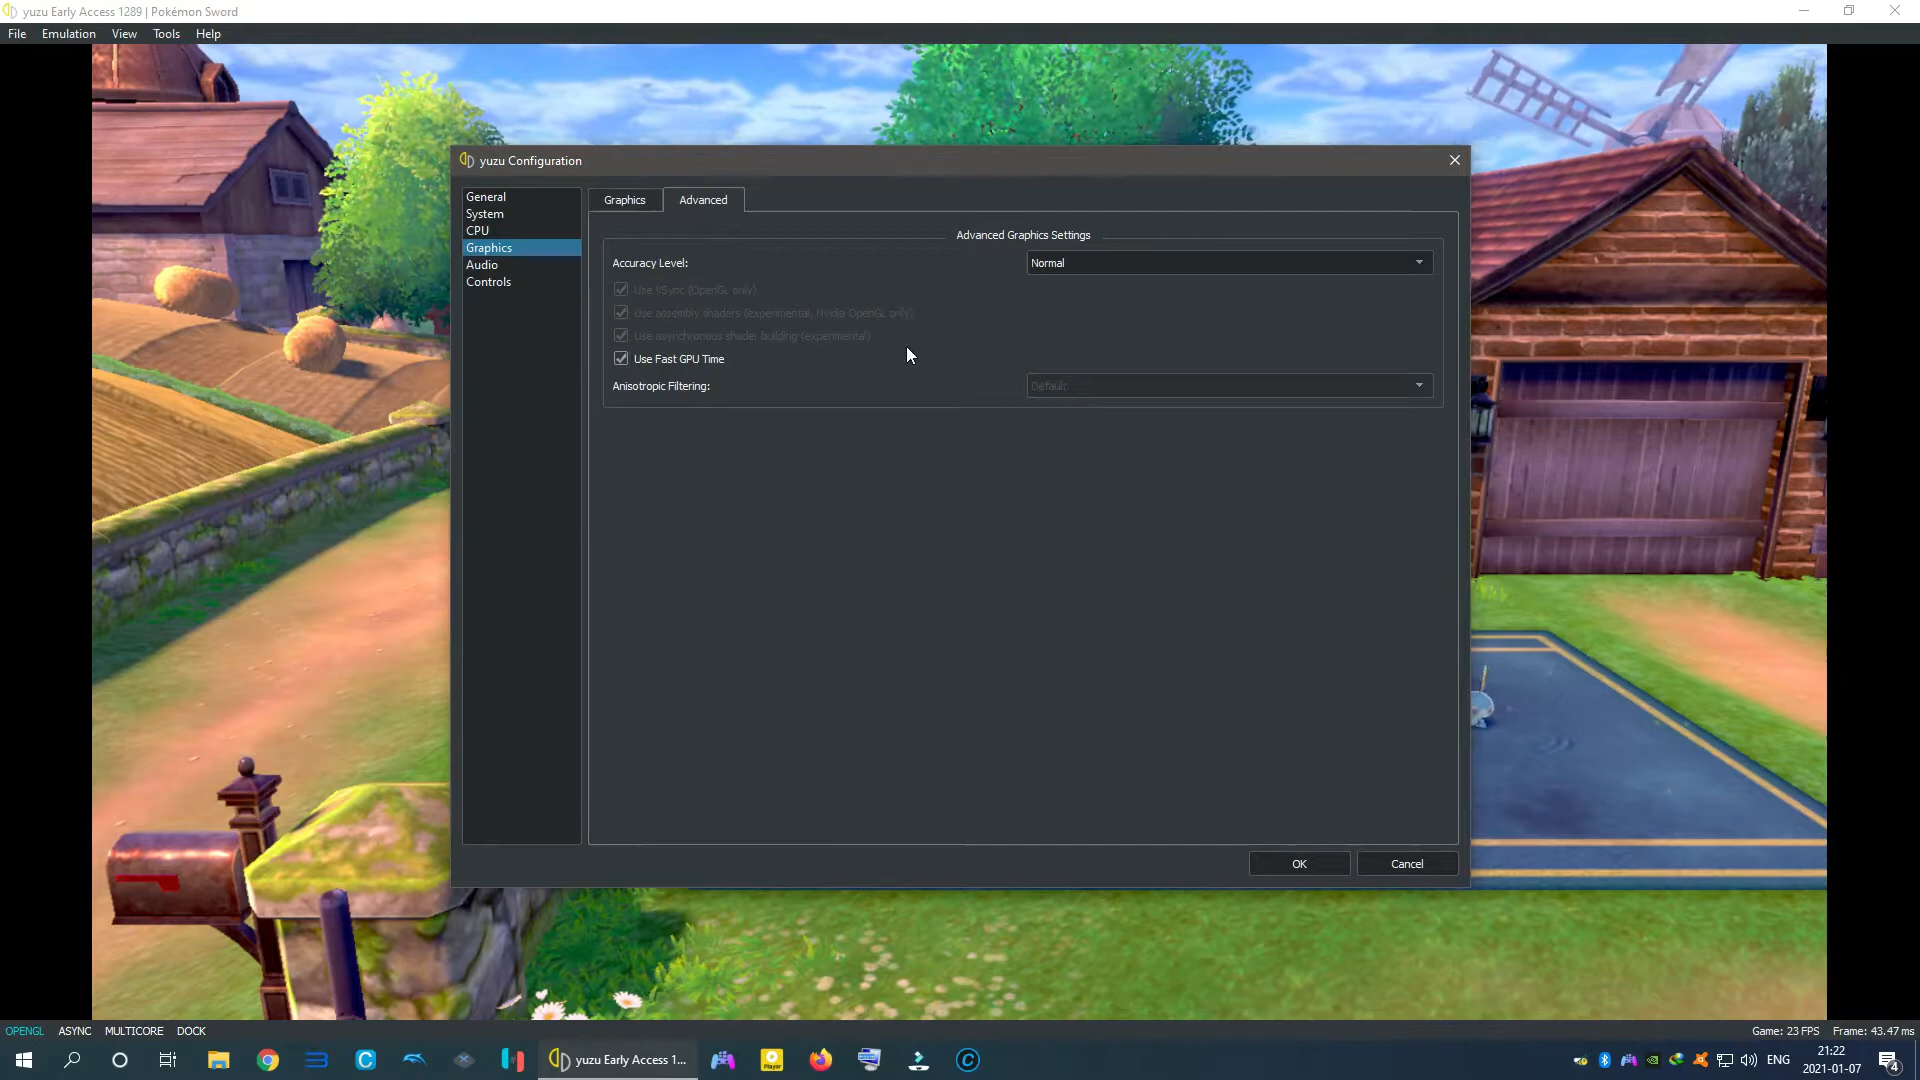 yuzu Early Access 1289 | Pokémon Sword
File Emulation View Tools Help
yuzu Configuration
General
System
CPU
Graphics
Audio
Controls
Graphics Advanced
Advanced Graphics Settings
Accuracy Level: Normal
Use VSync (OpenGL only)
Use assembly shaders (experimental, Nvidia OpenGL only)
Use asynchronous shader building (experimental)
Use Fast GPU Time
Anisotropic Filtering: Default
OK Cancel
OPENGL ASYNC MULTICORE DOCK Game: 23 FPS Frame: 43.47 ms
yuzu Early Access 1... Player ENG 21:22
2021-01-07 4